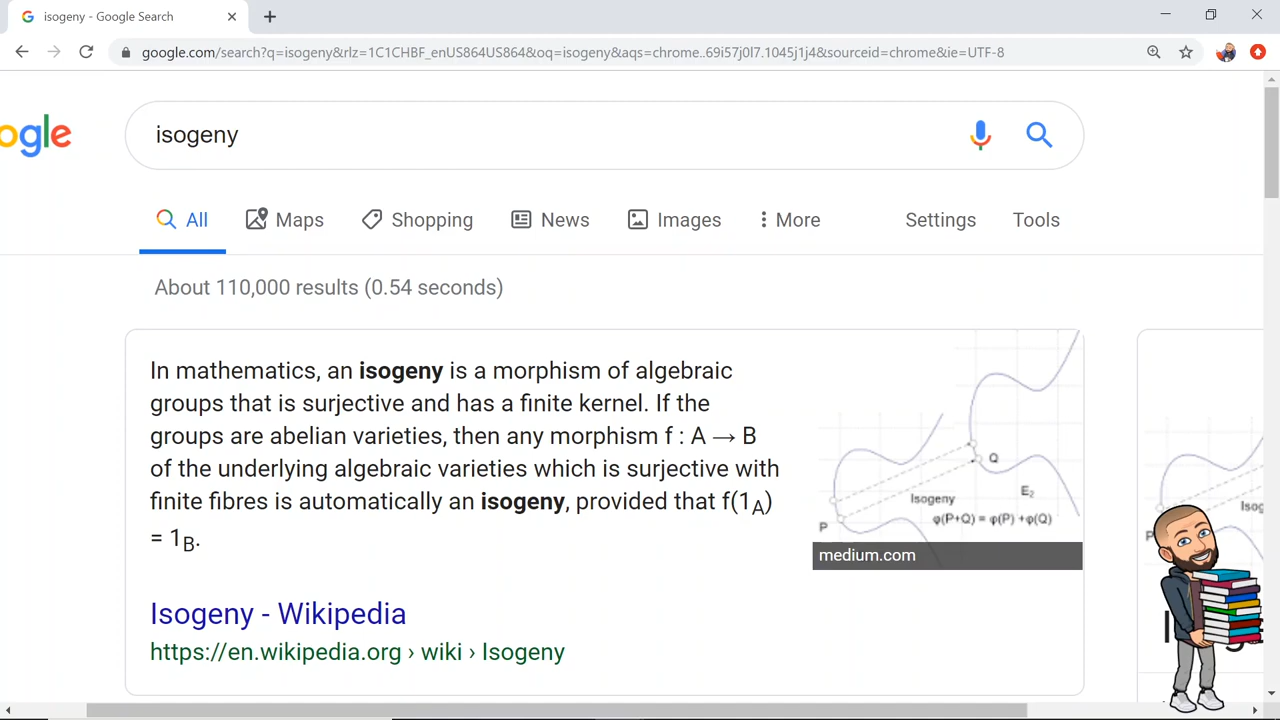 isogeny - Google Search
google.com/search?q=isogeny&rlz=1C1CHBF_enUS864US864&oq=isogeny&aqs=chrome..69i57j0l7.1045j1j4&sourceid=chrome&ie=UTF-8
ogle
isogeny
All Maps Shopping News Images More Settings Tools
About 110,000 results (0.54 seconds)
In mathematics, an isogeny is a morphism of algebraic
groups that is surjective and has a finite kernel. If the
groups are abelian varieties, then any morphism f : A → B
of the underlying algebraic varieties which is surjective with
finite fibres is automatically an isogeny, provided that f(1A)
= 1B.
Q
E2
Isogeny
P
φ(P+Q) = φ(P) +φ(Q)
medium.com
Isog
P
Isogeny - Wikipedia
https://en.wikipedia.org › wiki › Isogeny